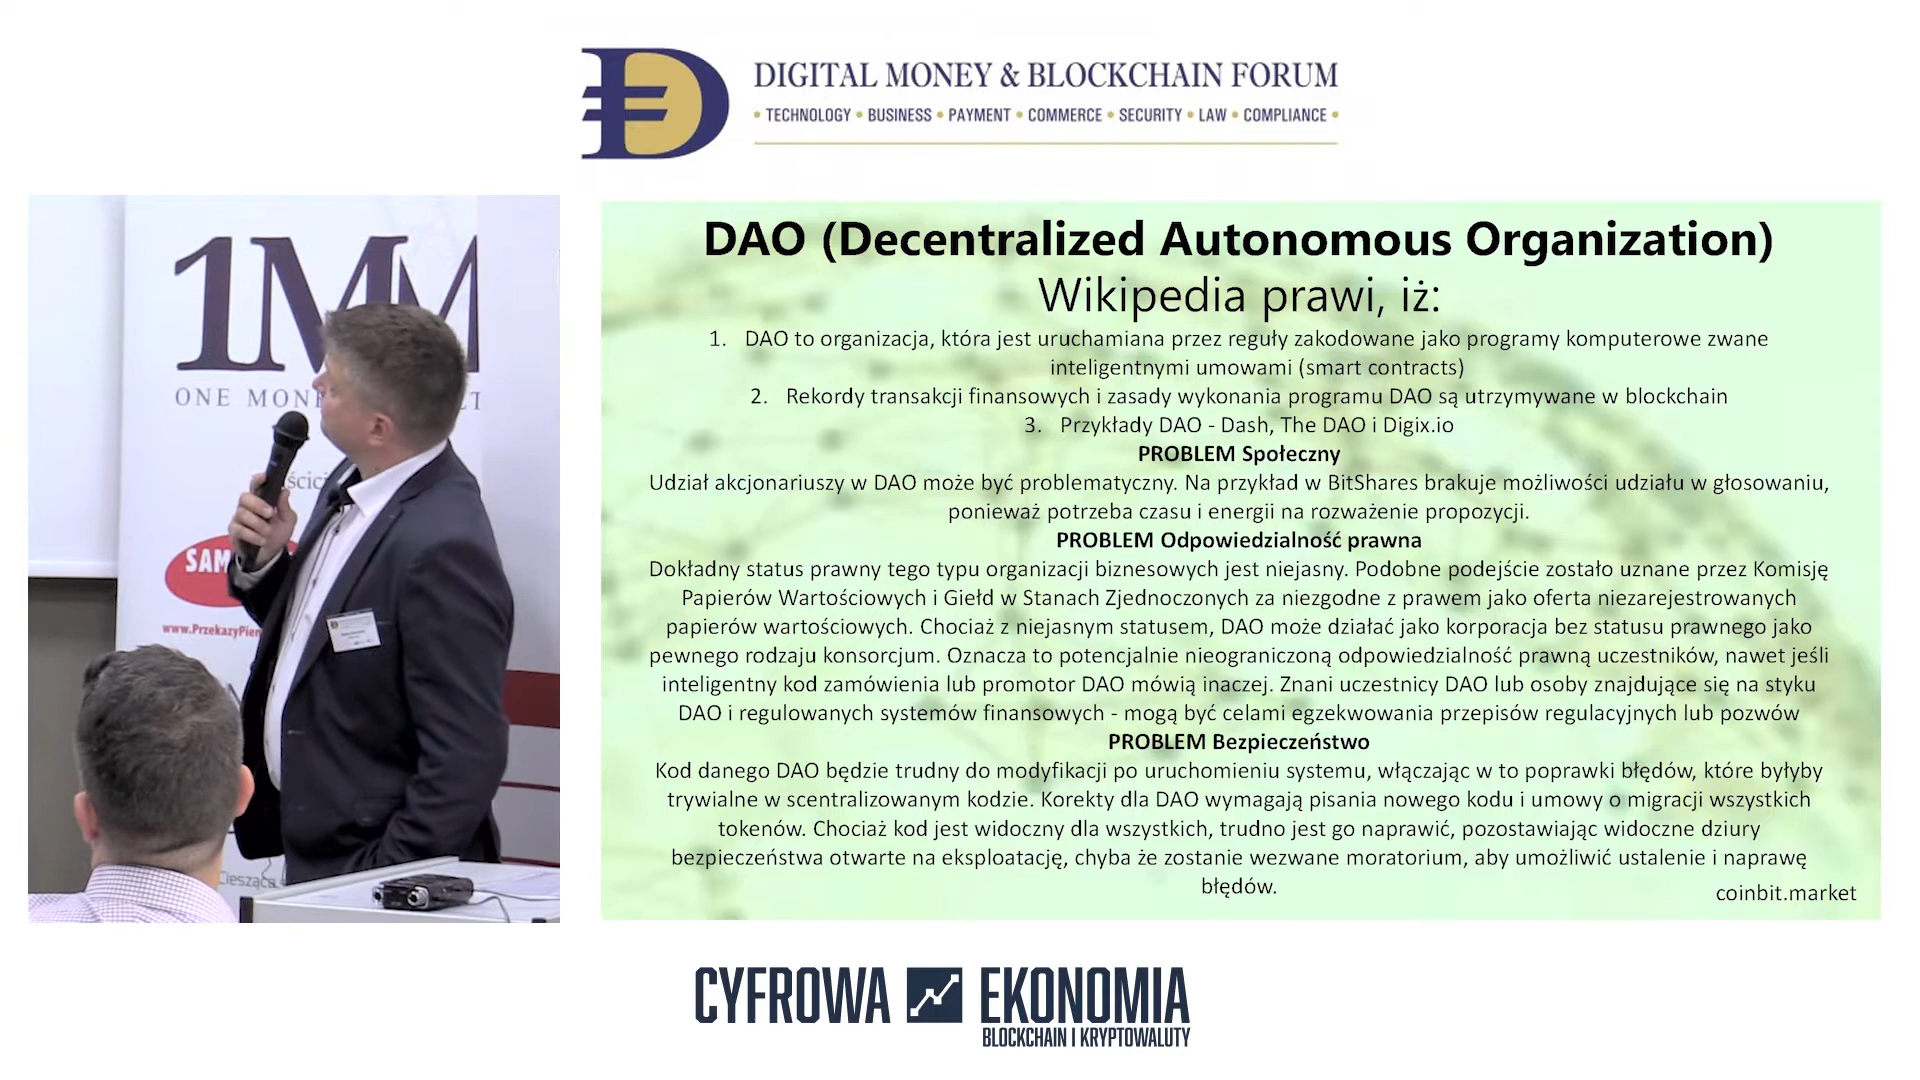 DIGITAL MONEY & BLOCKCHAIN FORUM
• TECHNOLOGY • BUSINESS • PAYMENT • COMMERCE • SECURITY • LAW • COMPLIANCE •
1MM
ONE MON
ści
SAM
www.PrzekazyPien
Ciesząca
DAO (Decentralized Autonomous Organization)
Wikipedia prawi, iż:
1. DAO to organizacja, która jest uruchamiana przez reguły zakodowane jako programy komputerowe zwane
inteligentnymi umowami (smart contracts)
2. Rekordy transakcji finansowych i zasady wykonania programu DAO są utrzymywane w blockchain
3. Przykłady DAO - Dash, The DAO i Digix.io
PROBLEM Społeczny
Udział akcjonariuszy w DAO może być problematyczny. Na przykład w BitShares brakuje możliwości udziału w głosowaniu,
ponieważ potrzeba czasu i energii na rozważenie propozycji.
PROBLEM Odpowiedzialność prawna
Dokładny status prawny tego typu organizacji biznesowych jest niejasny. Podobne podejście zostało uznane przez Komisję
Papierów Wartościowych i Giełd w Stanach Zjednoczonych za niezgodne z prawem jako oferta niezarejestrowanych
papierów wartościowych. Chociaż z niejasnym statusem, DAO może działać jako korporacja bez statusu prawnego jako
pewnego rodzaju konsorcjum. Oznacza to potencjalnie nieograniczoną odpowiedzialność prawną uczestników, nawet jeśli
inteligentny kod zamówienia lub promotor DAO mówią inaczej. Znani uczestnicy DAO lub osoby znajdujące się na styku
DAO i regulowanych systemów finansowych - mogą być celami egzekwowania przepisów regulacyjnych lub pozwów
PROBLEM Bezpieczeństwo
Kod danego DAO będzie trudny do modyfikacji po uruchomieniu systemu, włączając w to poprawki błędów, które byłyby
trywialne w scentralizowanym kodzie. Korekty dla DAO wymagają pisania nowego kodu i umowy o migracji wszystkich
tokenów. Chociaż kod jest widoczny dla wszystkich, trudno jest go naprawić, pozostawiając widoczne dziury
bezpieczeństwa otwarte na eksploatację, chyba że zostanie wezwane moratorium, aby umożliwić ustalenie i naprawę
błędów.
coinbit.market
CYFROWA EKONOMIA
BLOCKCHAIN I KRYPTOWALUTY